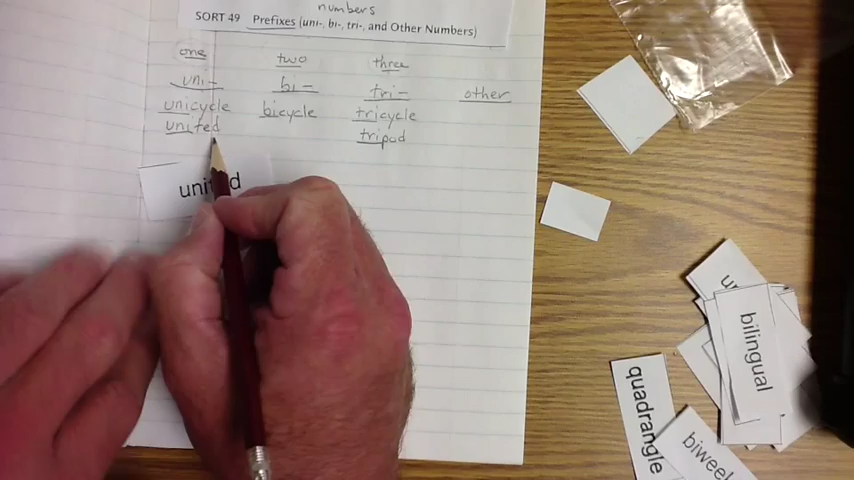 numbers
SORT 49 Prefixes (uni-, bi-, tri-, and Other Numbers)
one two three
uni- bi- tri- other
unicycle bicycle tricycle
united tripod
united
bilingual
quadrangle